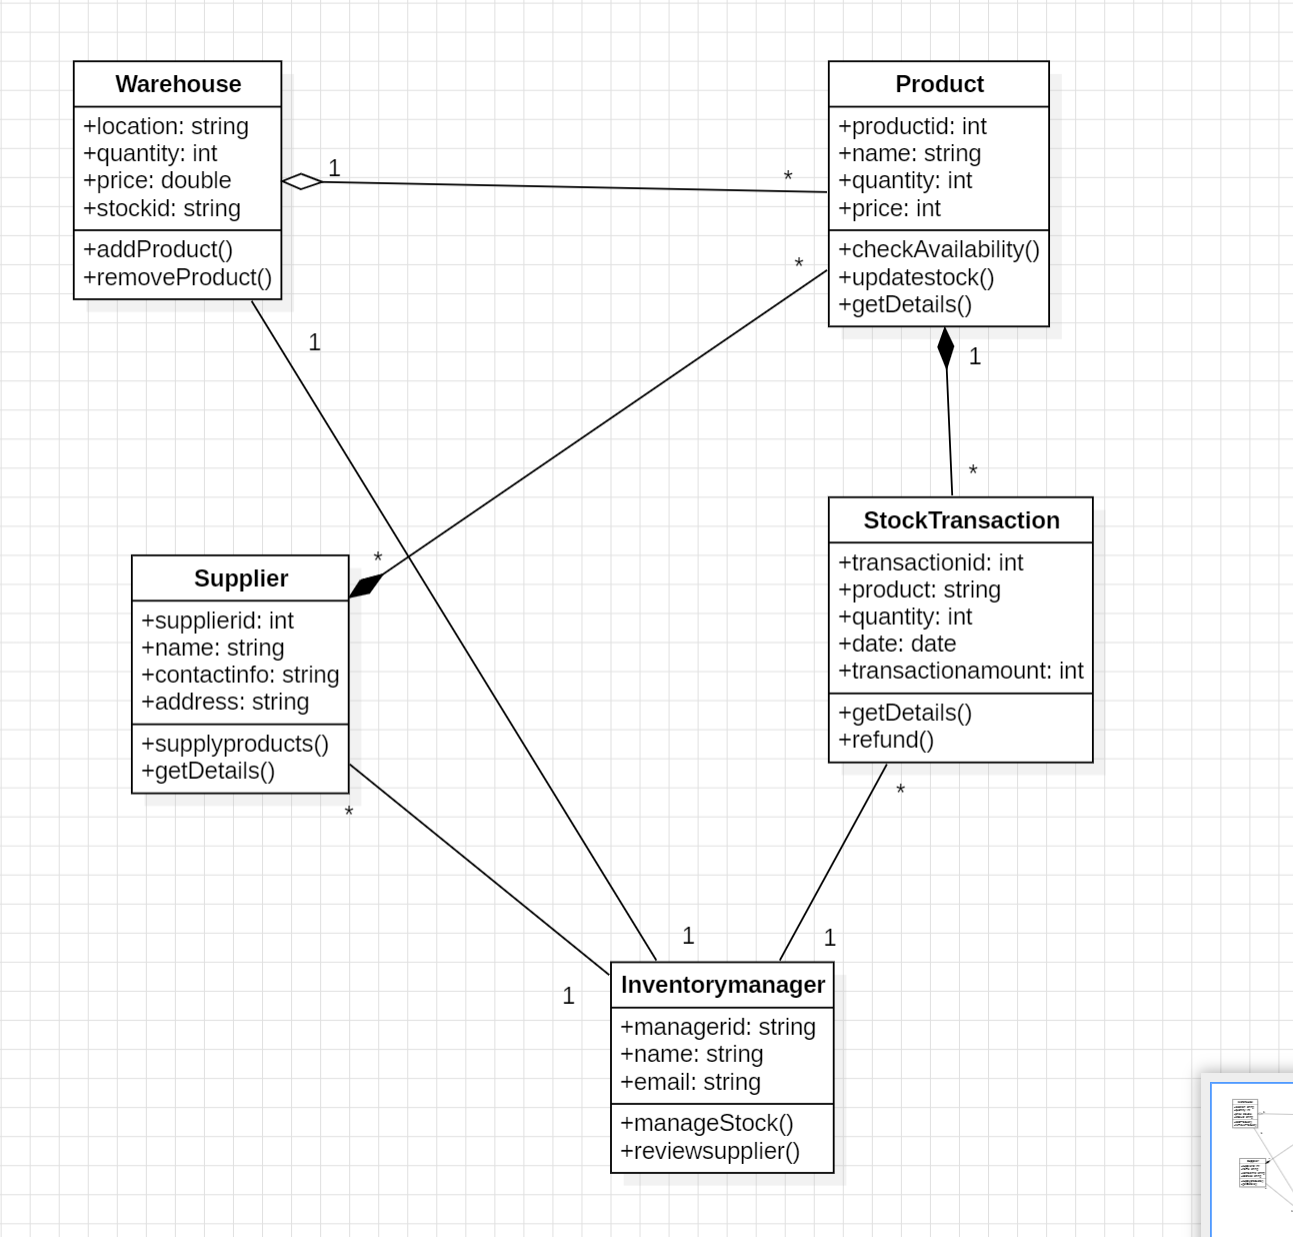 Warehouse
+location: string
+quantity: int
+price: double
+stockid: string
+addProduct()
+removeProduct()
1
*
Product
+productid: int
+name: string
+quantity: int
+price: int
+checkAvailability()
+updatestock()
+getDetails()
*
1
1
*
*
Supplier
+supplierid: int
+name: string
+contactinfo: string
+address: string
+supplyproducts()
+getDetails()
*
StockTransaction
+transactionid: int
+product: string
+quantity: int
+date: date
+transactionamount: int
+getDetails()
+refund()
*
1
1
1
Inventorymanager
+managerid: string
+name: string
+email: string
+manageStock()
+reviewsupplier()